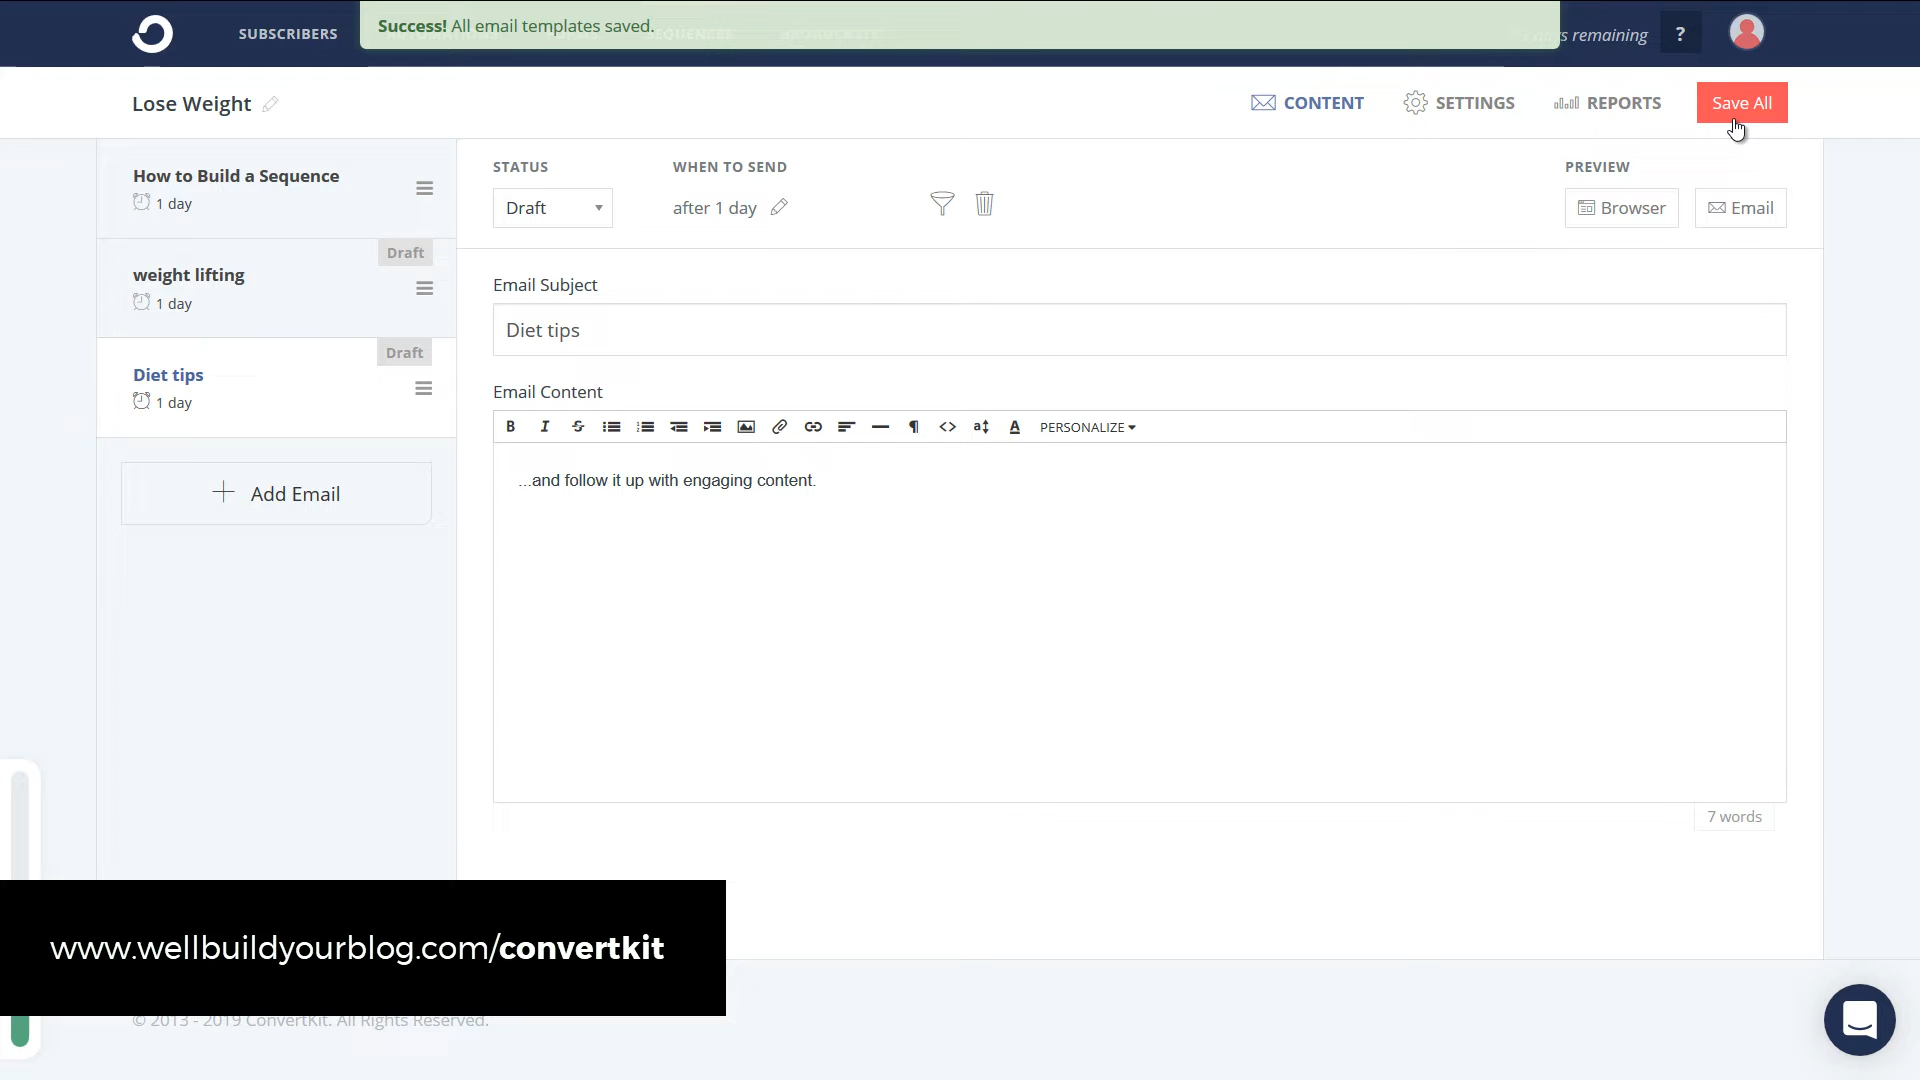 SUBSCRIBERS
Success! All email templates saved.
remaining
?
Lose Weight
CONTENT
SETTINGS
REPORTS
Save All
How to Build a Sequence
1 day
Draft
weight lifting
1 day
Draft
Diet tips
1 day
Add Email
STATUS
WHEN TO SEND
PREVIEW
Draft
after 1 day
Browser
Email
Email Subject
Diet tips
Email Content
PERSONALIZE
...and follow it up with engaging content.
7 words
www.wellbuildyourblog.com/convertkit
© 2013 - 2019 ConvertKit. All Rights Reserved.